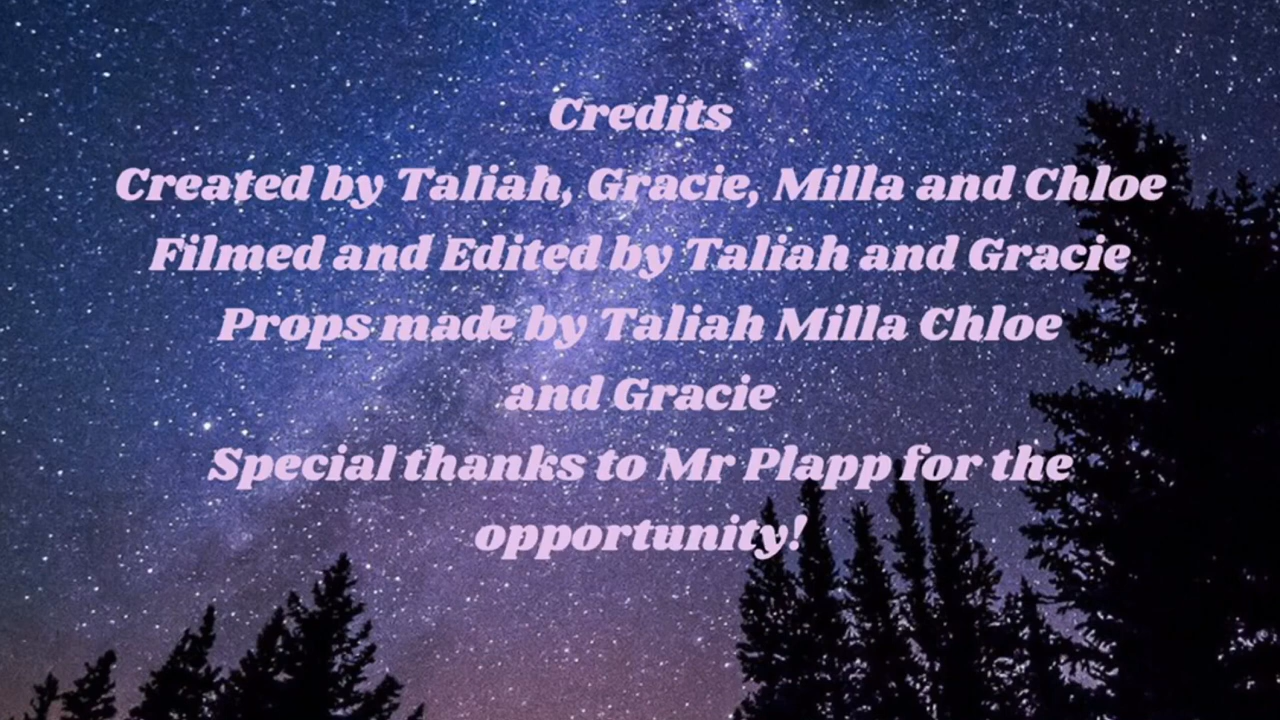 Credits
Created by Taliah, Gracie, Milla and Chloe
Filmed and Edited by Taliah and Gracie
Props made by Taliah Milla Chloe
and Gracie
Special thanks to Mr Plapp for the
opportunity!